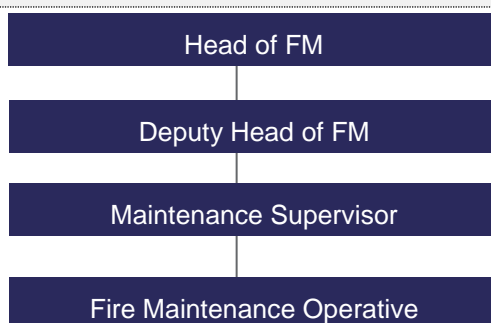 Head of FM
Deputy Head of FM
Maintenance Supervisor
Fire Maintenance Operative